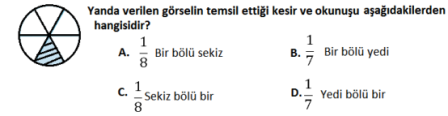 Yanda verilen görselin temsil ettiği kesir ve okunuşu aşağıdakilerden
hangisidir?
A. 1/8 Bir bölü sekiz
B. 1/7 Bir bölü yedi
C. 1/8 Sekiz bölü bir
D. 1/7 Yedi bölü bir